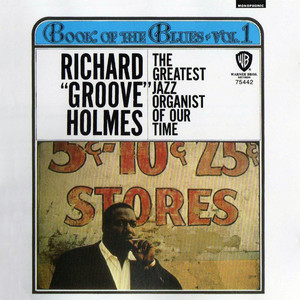 MONOPHONIC
BOOK OF THE BLUES - VOL. 1
RICHARD
"GROOVE"
HOLMES
THE
GREATEST
JAZZ
ORGANIST
OF OUR
TIME
WB
WARNER BROS.
RECORDS
75442
5¢-10¢ 25¢
STORES